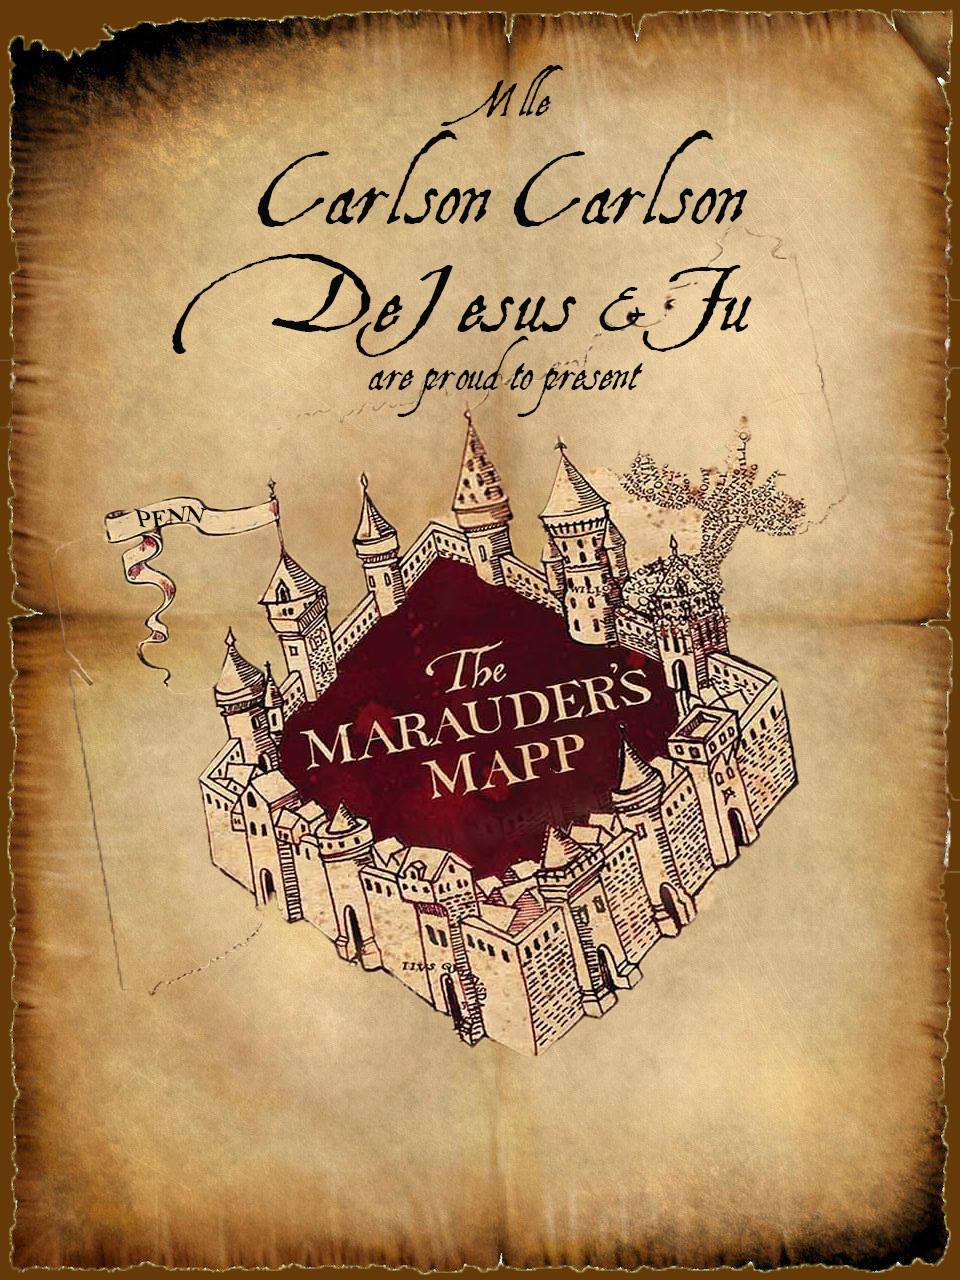 Mlle
Carlson Carlson
DeJesus & Fu
are proud to present
PENN
The
MARAUDER'S
MAPP